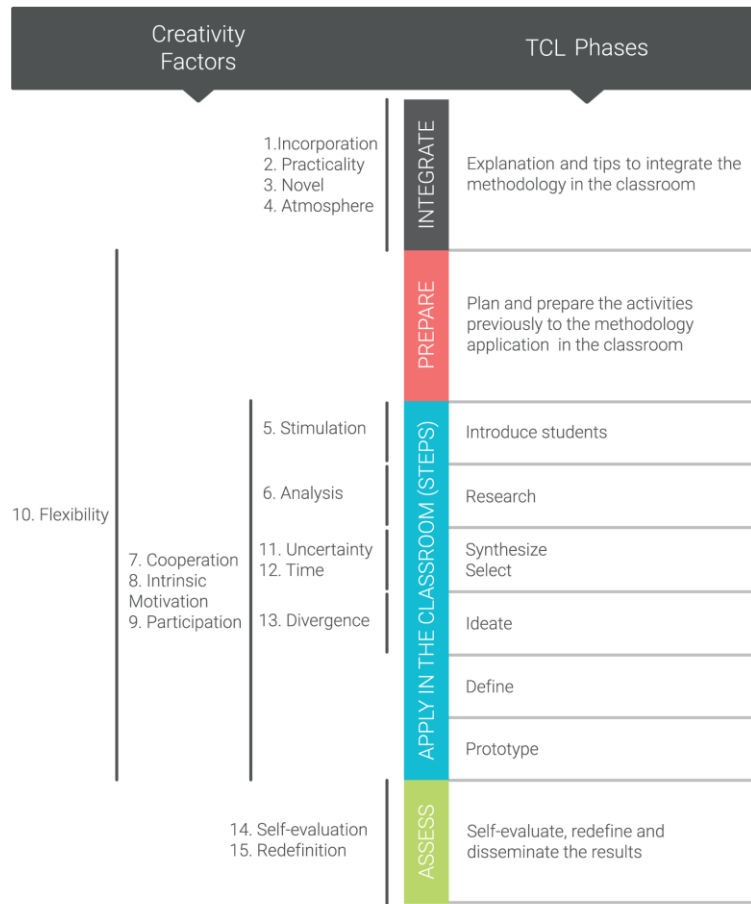 Creativity
Factors
TCL Phases
1.Incorporation
2. Practicality
3. Novel
4. Atmosphere
INTEGRATE
Explanation and tips to integrate the
methodology in the classroom
PREPARE
Plan and prepare the activities
previously to the methodology
application in the classroom
10. Flexibility
7. Cooperation
8. Intrinsic
Motivation
9. Participation
5. Stimulation
6. Analysis
11. Uncertainty
12. Time
13. Divergence
APPLY IN THE CLASSROOM (STEPS)
Introduce students
Research
Synthesize
Select
Ideate
Define
Prototype
14. Self-evaluation
15. Redefinition
ASSESS
Self-evaluate, redefine and
disseminate the results